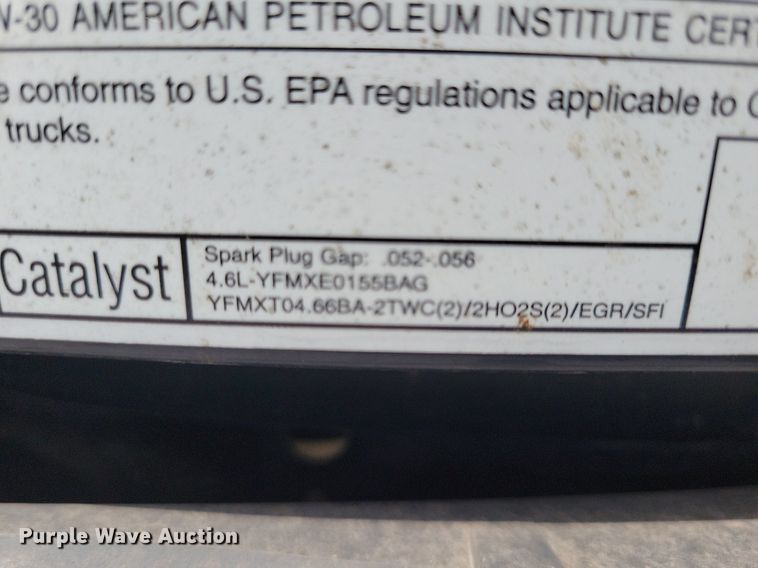 W-30 AMERICAN PETROLEUM INSTITUTE CERT
e conforms to U.S. EPA regulations applicable to
trucks.
Catalyst
Spark Plug Gap: .052-.056
4.6L-YFMXE0155BAG
YFMXT04.66BA-2TWC(2)/2HO2S(2)/EGR/SFI
Purple Wave Auction